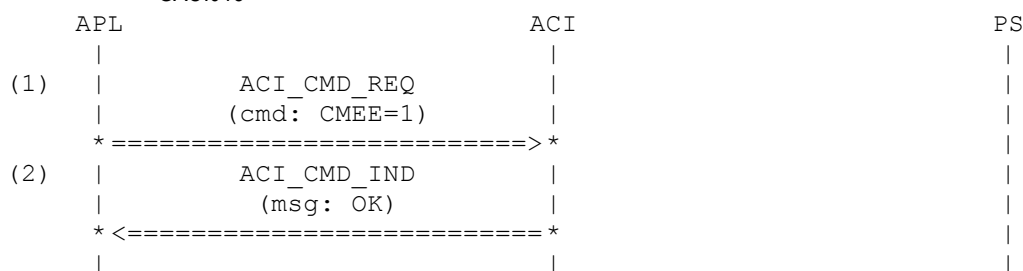 APL ACI PS
| | |
(1) | ACI_CMD_REQ | |
| (cmd: CMEE=1) | |
*==========================>* |
(2) | ACI_CMD_IND | |
| (msg: OK) | |
*<===========================* |
| | |